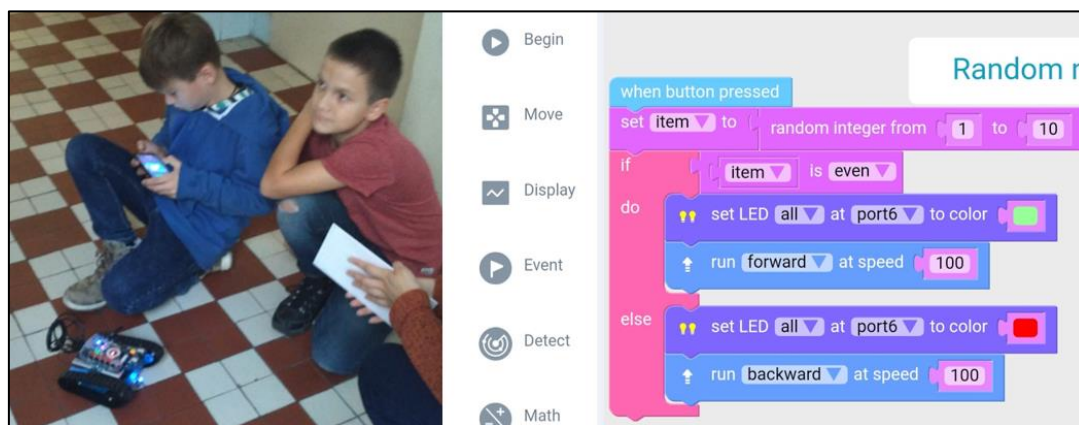 Begin
Move
Display
Event
Detect
Math
Random
when button pressed
set item to random integer from 1 to 10
if item is even
do set LED all at port6 to color
run forward at speed 100
else set LED all at port6 to color
run backward at speed 100